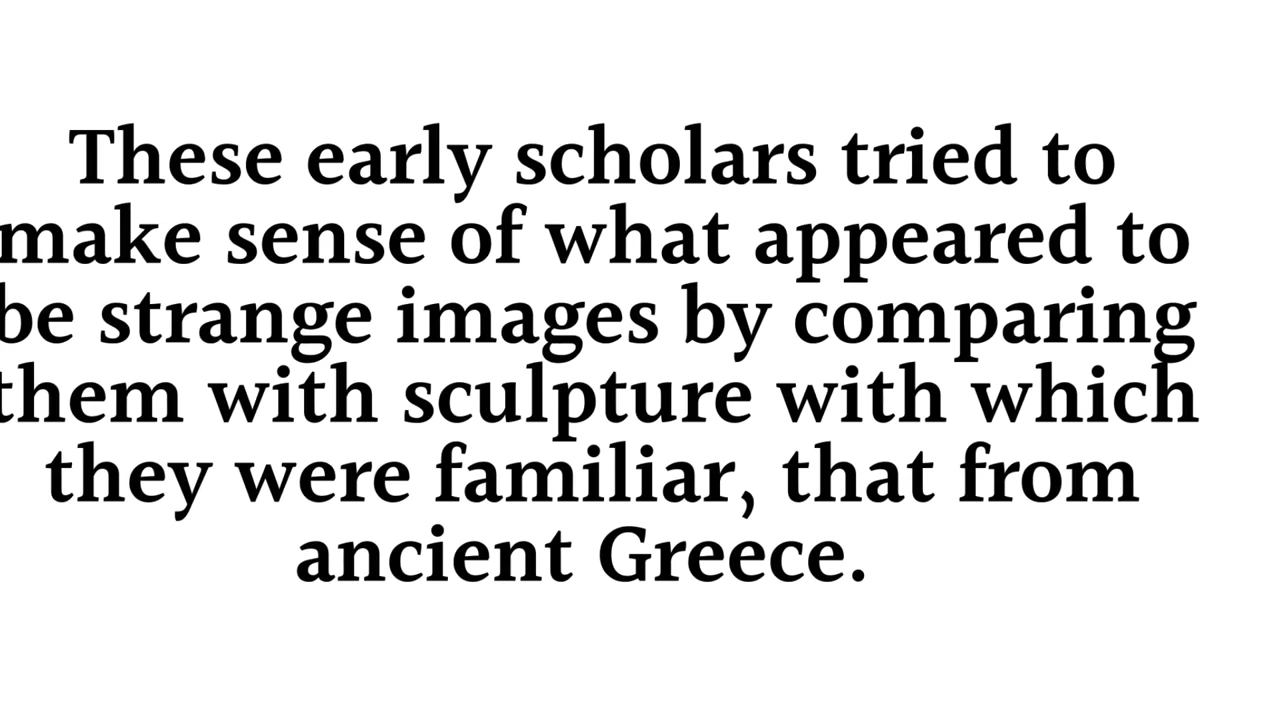 These early scholars tried to
make sense of what appeared to
be strange images by comparing
them with sculpture with which
they were familiar, that from
ancient Greece.